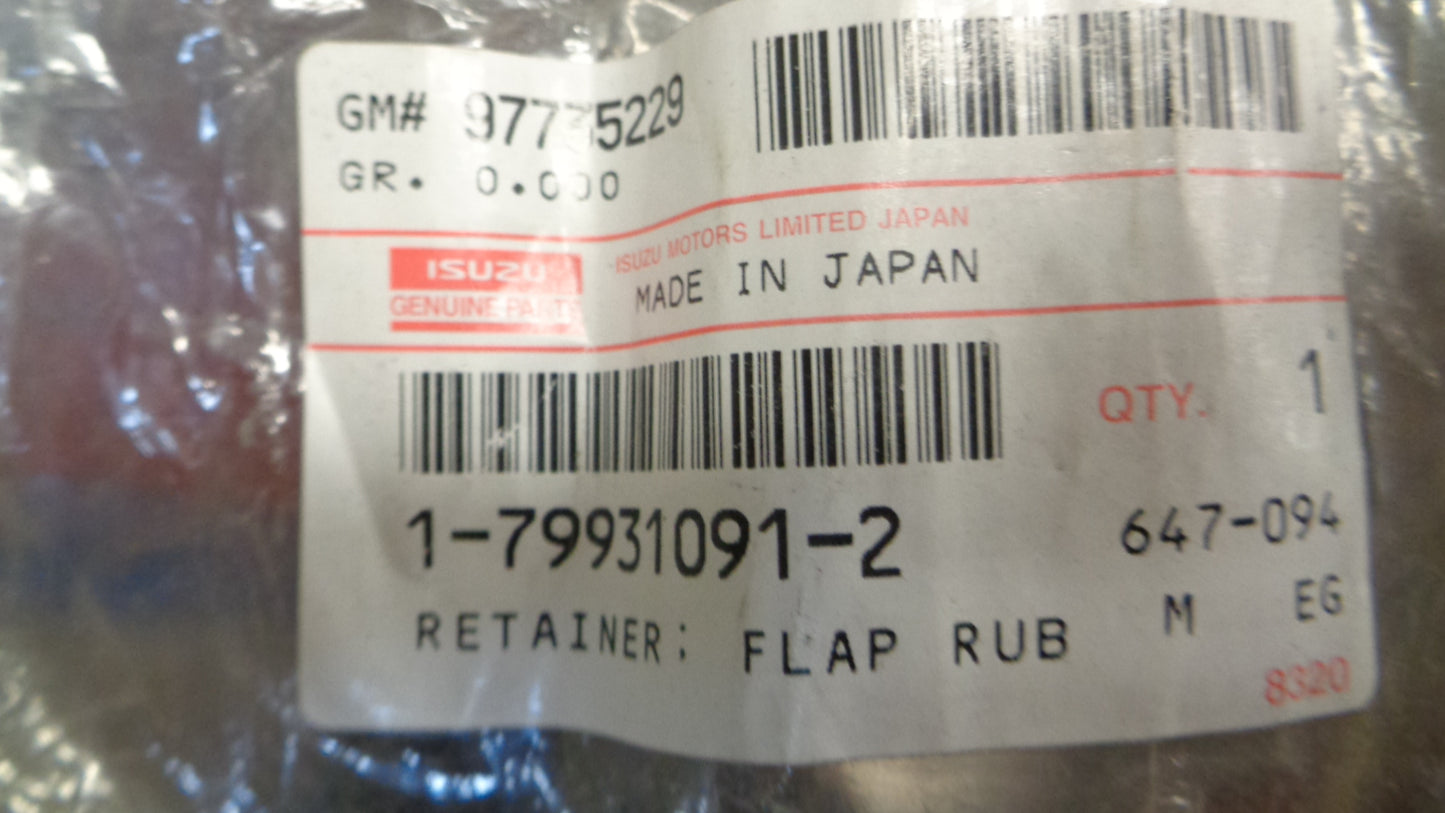 GM#
GR. 0.000
ISUZU
GENUINE PARTS
ISUZU MOTORS LIMITED JAPAN
MADE IN JAPAN
QTY. 1
1-79931091-2
647-094
RETAINER: FLAP RUB
M EG
8320